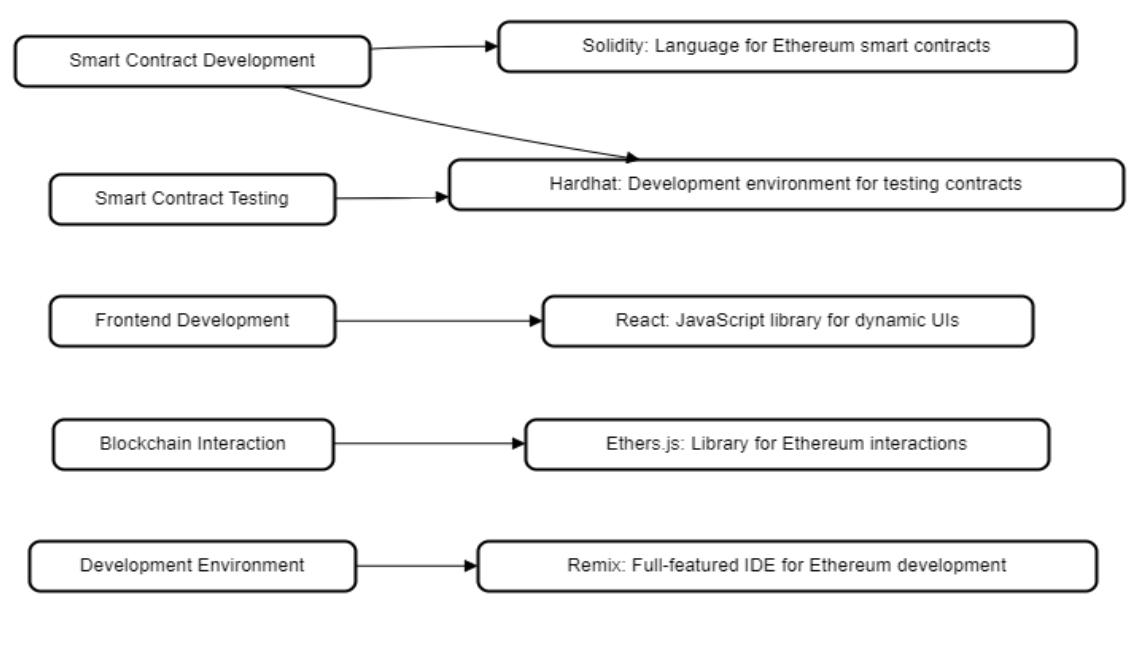 Smart Contract Development
Solidity: Language for Ethereum smart contracts
Smart Contract Testing
Hardhat: Development environment for testing contracts
Frontend Development
React: JavaScript library for dynamic UIs
Blockchain Interaction
Ethers.js: Library for Ethereum interactions
Development Environment
Remix: Full-featured IDE for Ethereum development